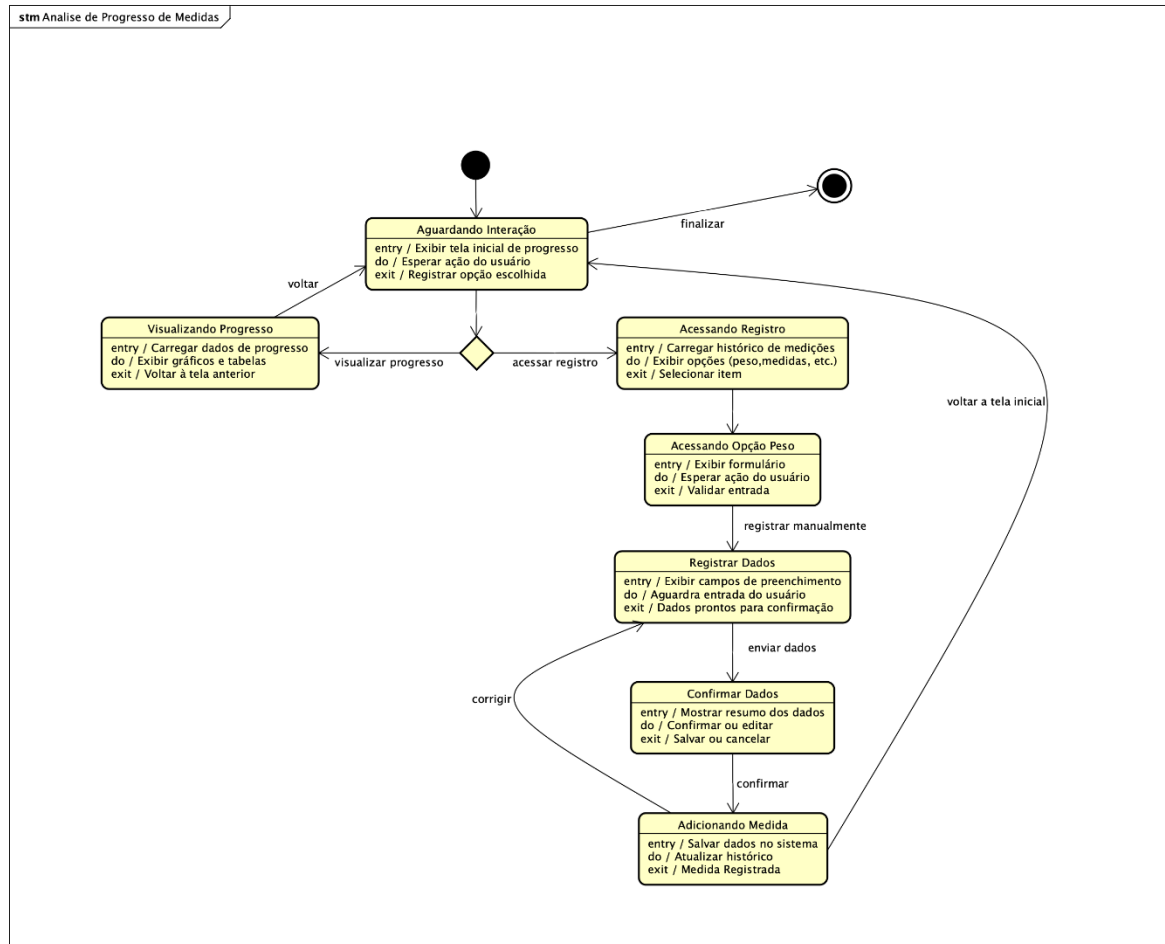 stm Analise de Progresso de Medidas
Aguardando Interação
entry / Exibir tela inicial de progresso
do / Esperar ação do usuário
exit / Registrar opção escolhida
finalizar
voltar
Visualizando Progresso
entry / Carregar dados de progresso
do / Exibir gráficos e tabelas
exit / Voltar à tela anterior
visualizar progresso
acessar registro
Acessando Registro
entry / Carregar histórico de medições
do / Exibir opções (peso,medidas, etc.)
exit / Selecionar item
voltar a tela inicial
Acessando Opção Peso
entry / Exibir formulário
do / Esperar ação do usuário
exit / Validar entrada
registrar manualmente
Registrar Dados
entry / Exibir campos de preenchimento
do / Aguardra entrada do usuário
exit / Dados prontos para confirmação
enviar dados
corrigir
Confirmar Dados
entry / Mostrar resumo dos dados
do / Confirmar ou editar
exit / Salvar ou cancelar
confirmar
Adicionando Medida
entry / Salvar dados no sistema
do / Atualizar histórico
exit / Medida Registrada